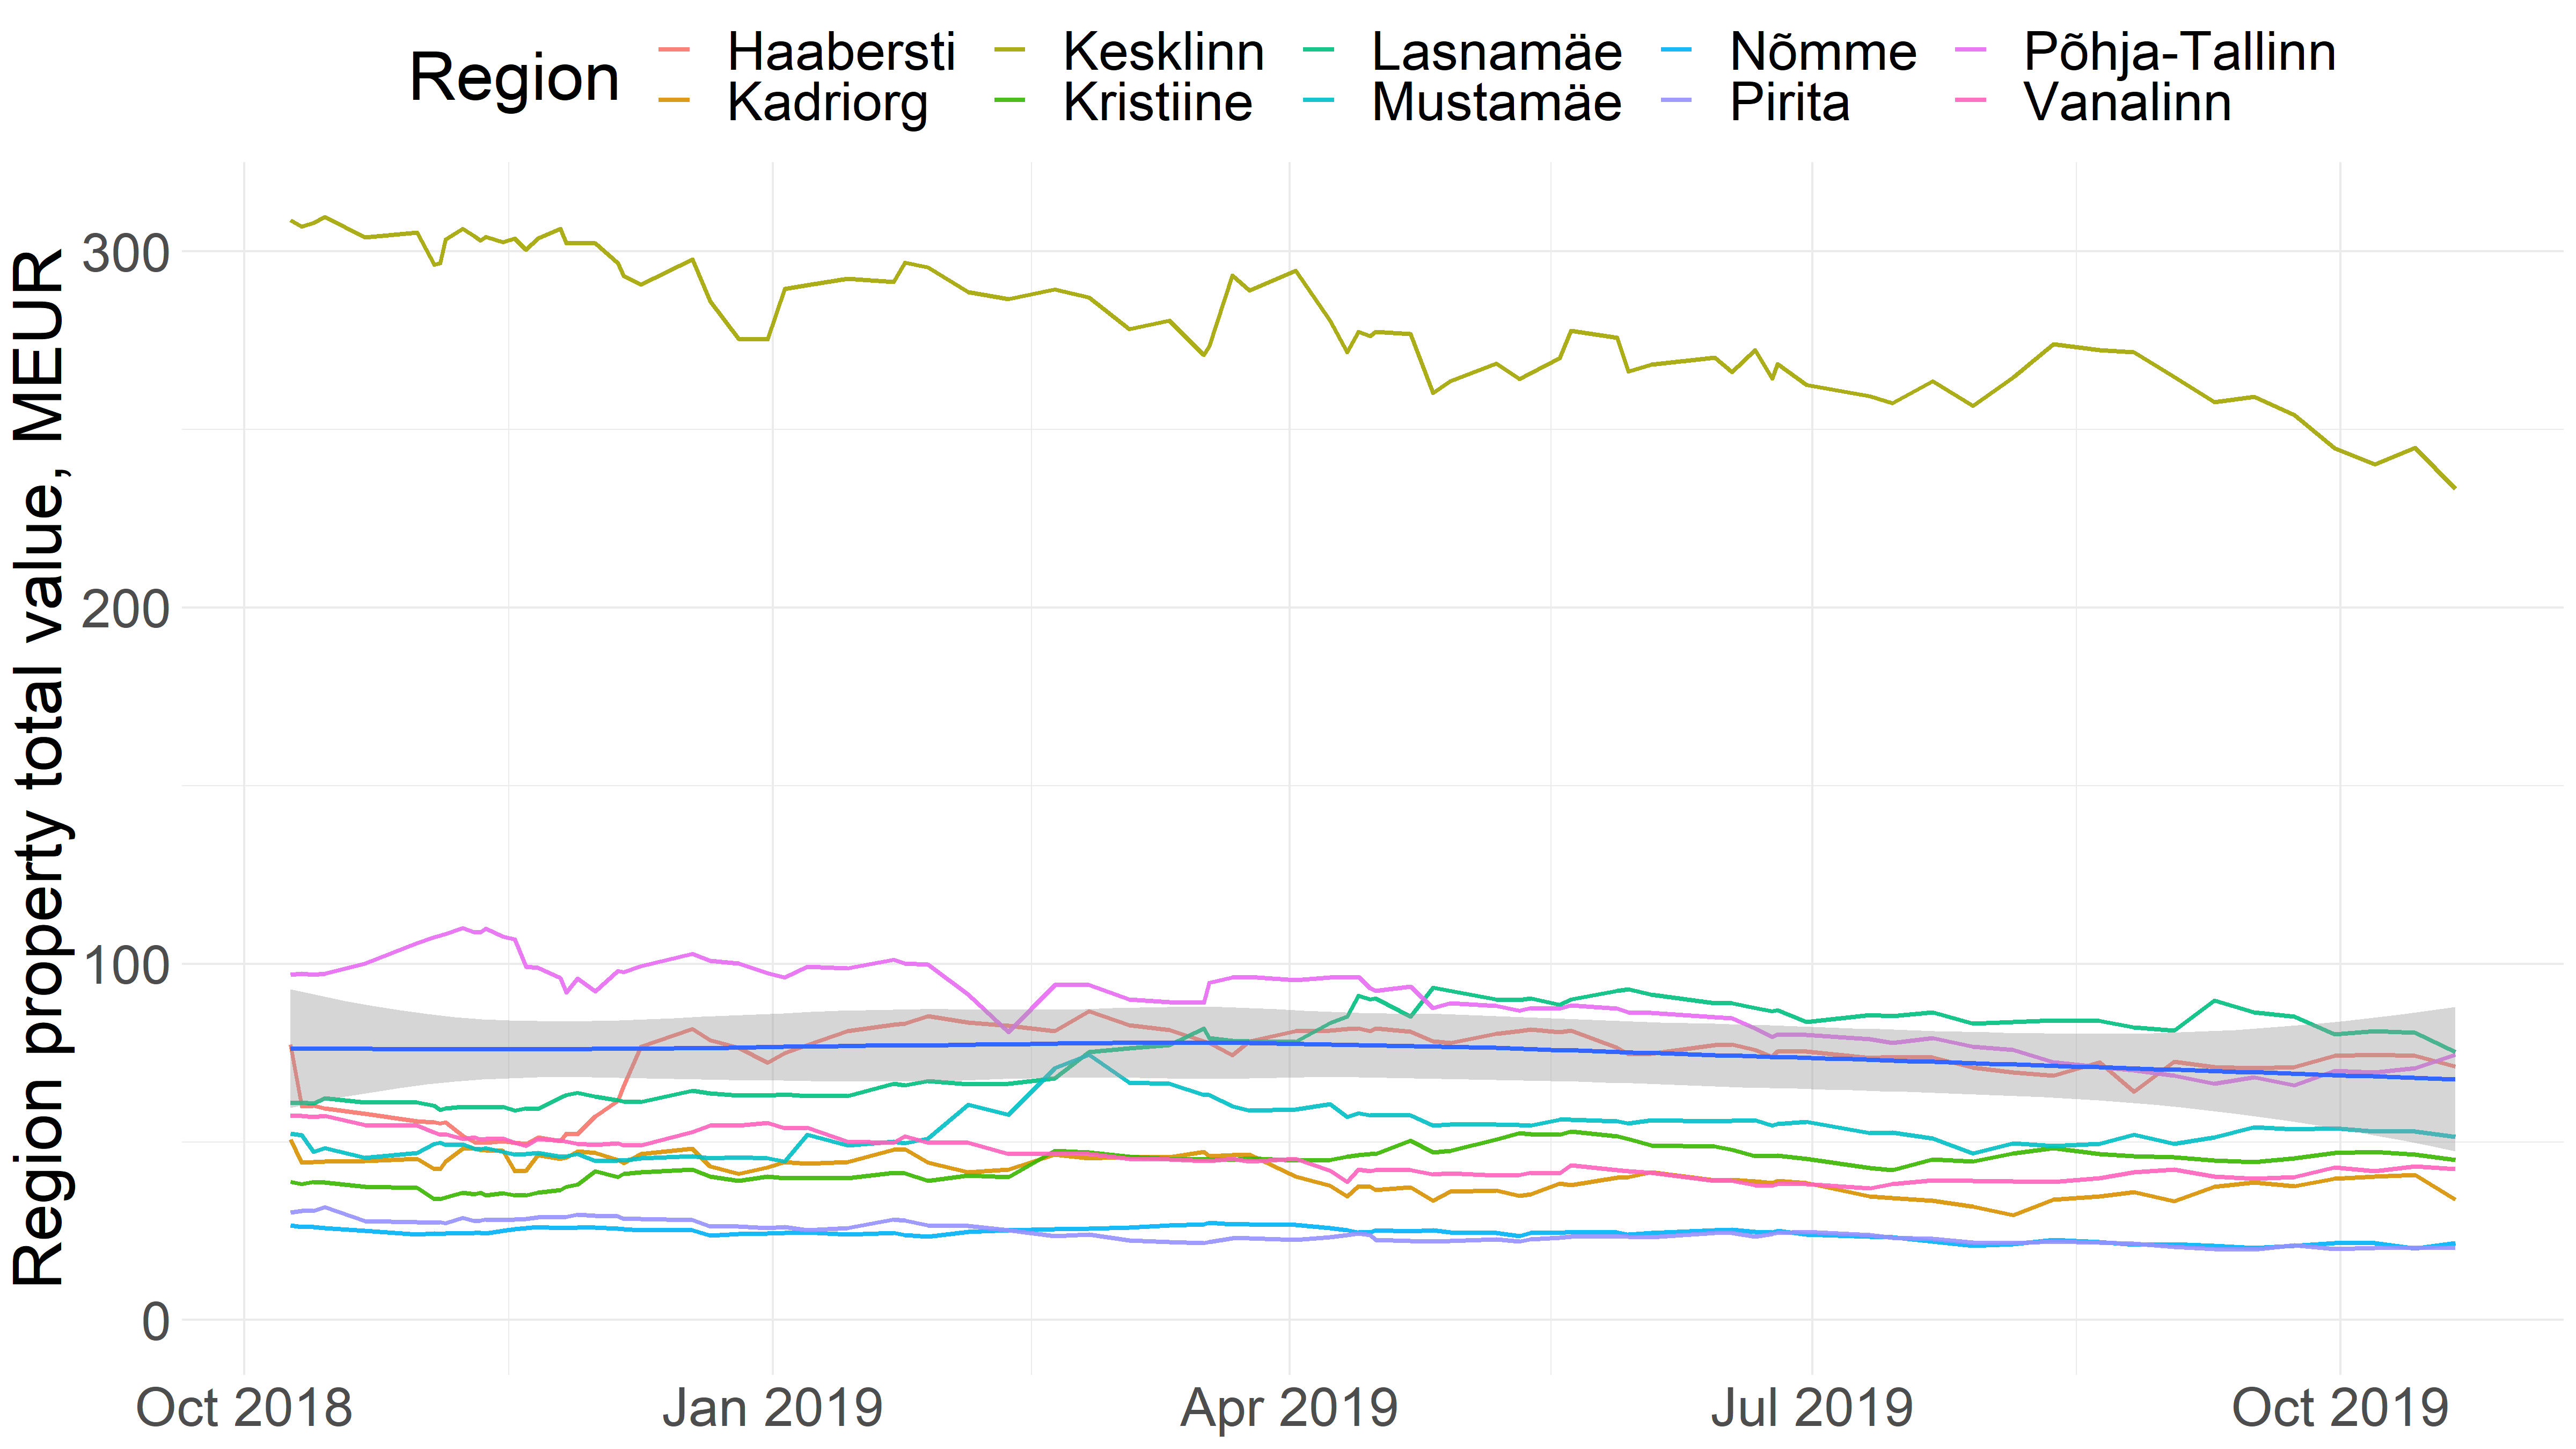 Region
Haabersti Kesklinn Lasnamäe Nõmme Põhja-Tallinn
Kadriorg Kristiine Mustamäe Pirita Vanalinn
Region property total value, MEUR
300
200
100
0
Oct 2018 Jan 2019 Apr 2019 Jul 2019 Oct 2019